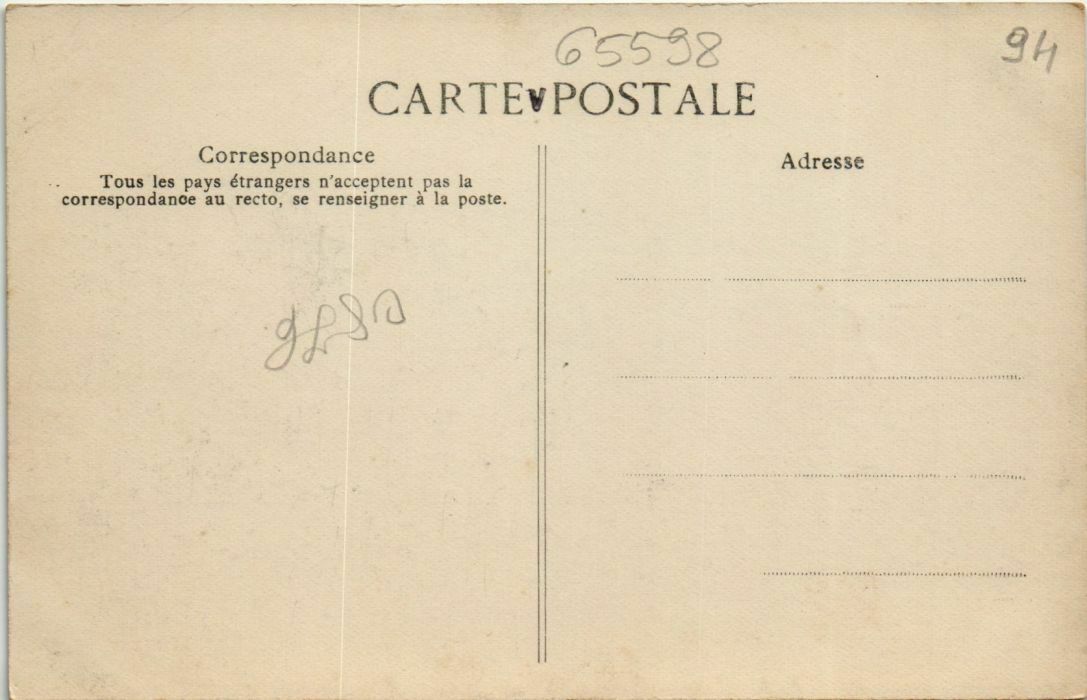 65598
94
CARTE POSTALE
Correspondance
Tous les pays étrangers n'acceptent pas la
correspondance au recto, se renseigner à la poste.
Adresse